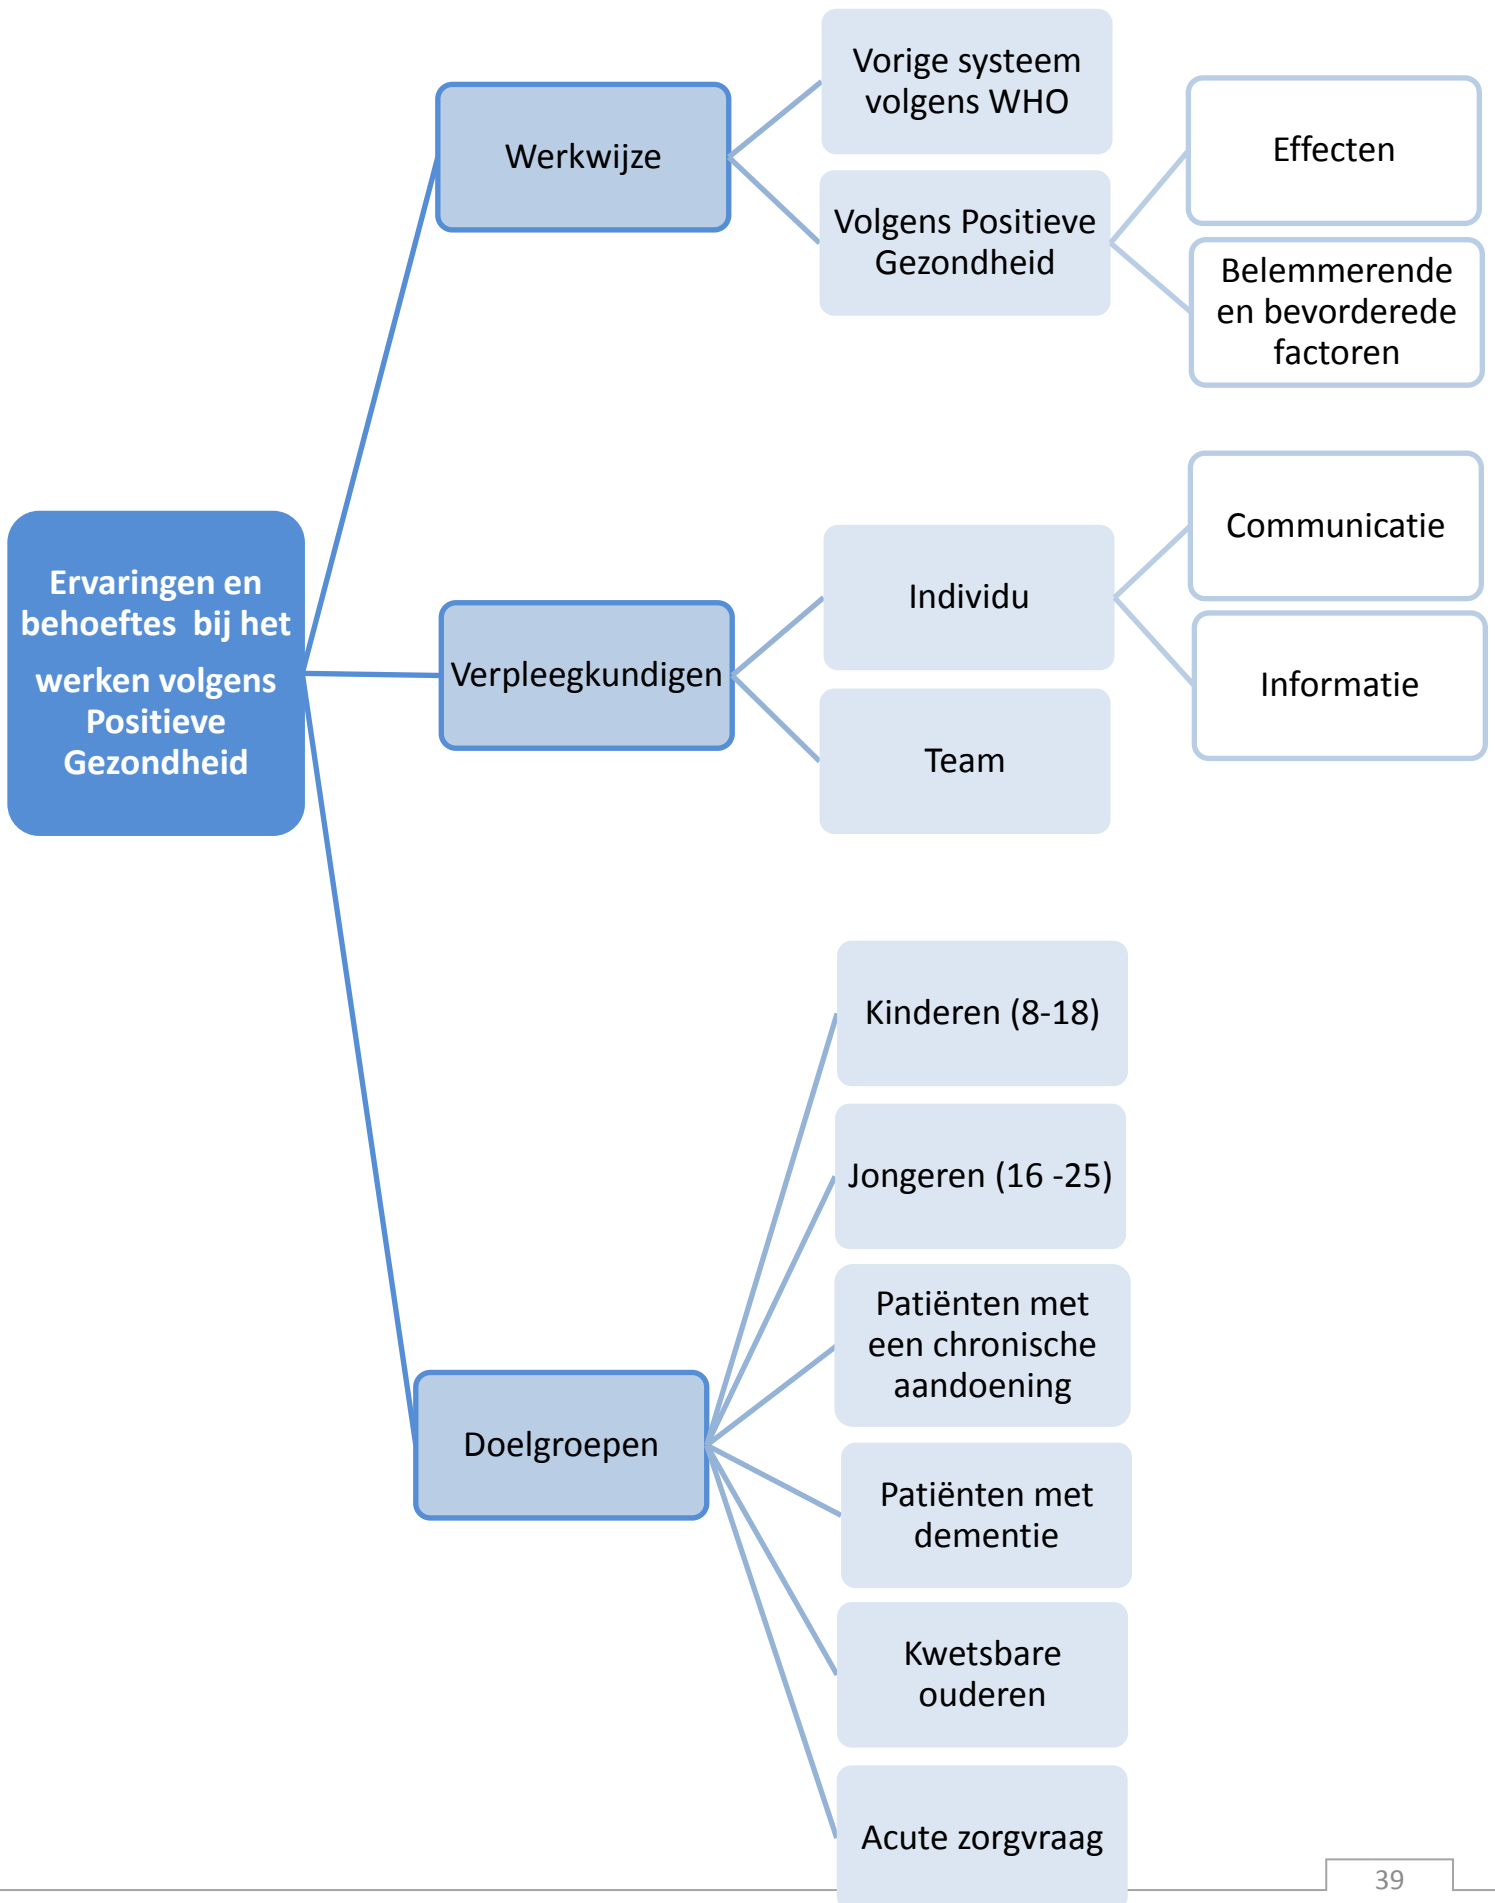 Ervaringen en
behoeftes  bij het
werken volgens
Positieve
Gezondheid
Werkwijze
Vorige systeem
volgens WHO
Volgens Positieve
Gezondheid
Effecten
Belemmerende
en bevorderede
factoren
Verpleegkundigen
Individu
Communicatie
Informatie
Team
Doelgroepen
Kinderen (8-18)
Jongeren (16 -25)
Patiënten met
een chronische
aandoening
Patiënten met
dementie
Kwetsbare
ouderen
Acute zorgvraag
39